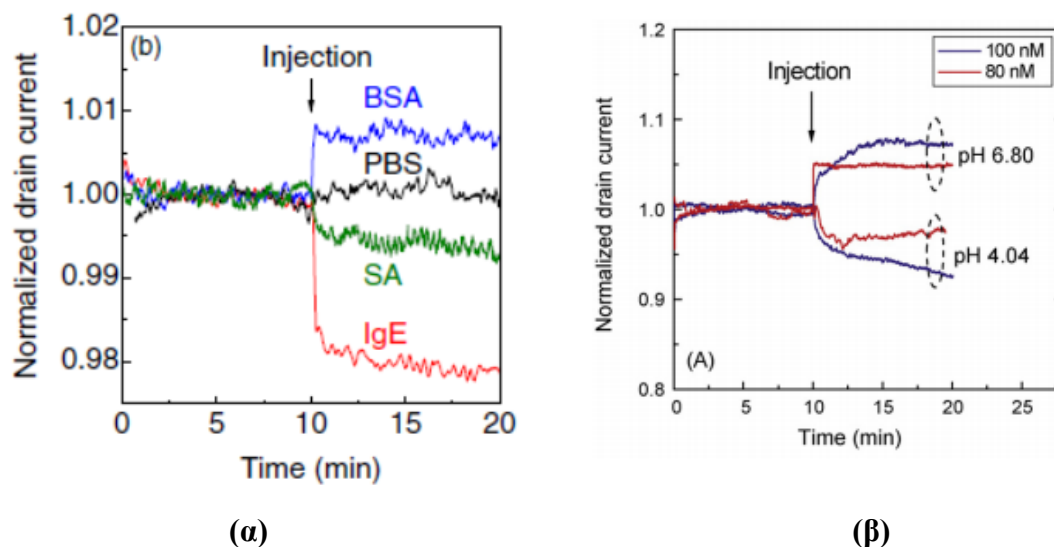 (b)
Injection
BSA
PBS
SA
IgE
1.02
1.01
1.00
0.99
0.98
0 5 10 15 20
Normalized drain current
Time (min)
(α)
100 nM
80 nM
Injection
pH 6.80
pH 4.04
(A)
1.2
1.1
1.0
0.9
0.8
0 5 10 15 20 25
Normalized drain current
Time (min)
(β)